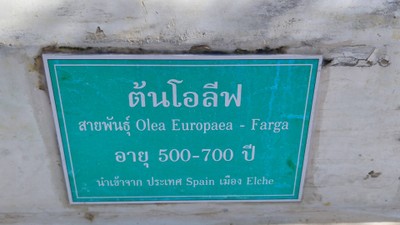 ต้นโอลีฟ
สายพันธุ์ Olea Europaea - Farga
อายุ 500-700 ปี
นำเข้าจาก ประเทศ Spain เมือง Elche